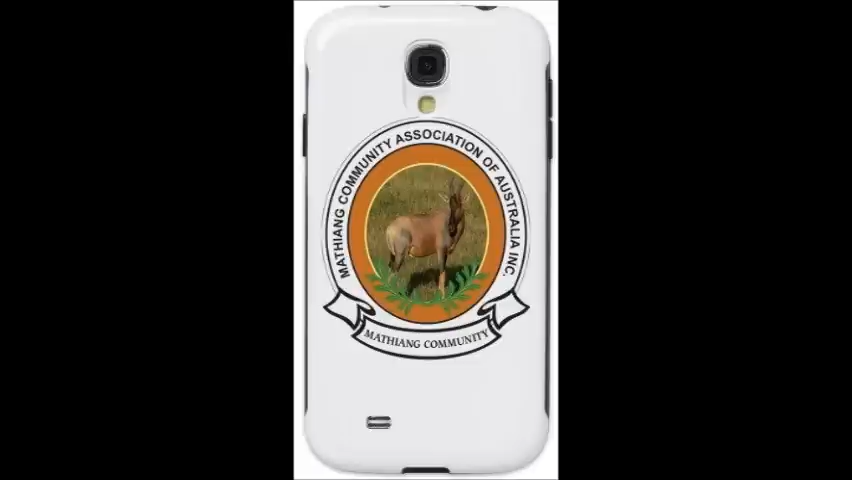 MATHIANG COMMUNITY ASSOCIATION OF AUSTRALIA INC.
MATHIANG COMMUNITY